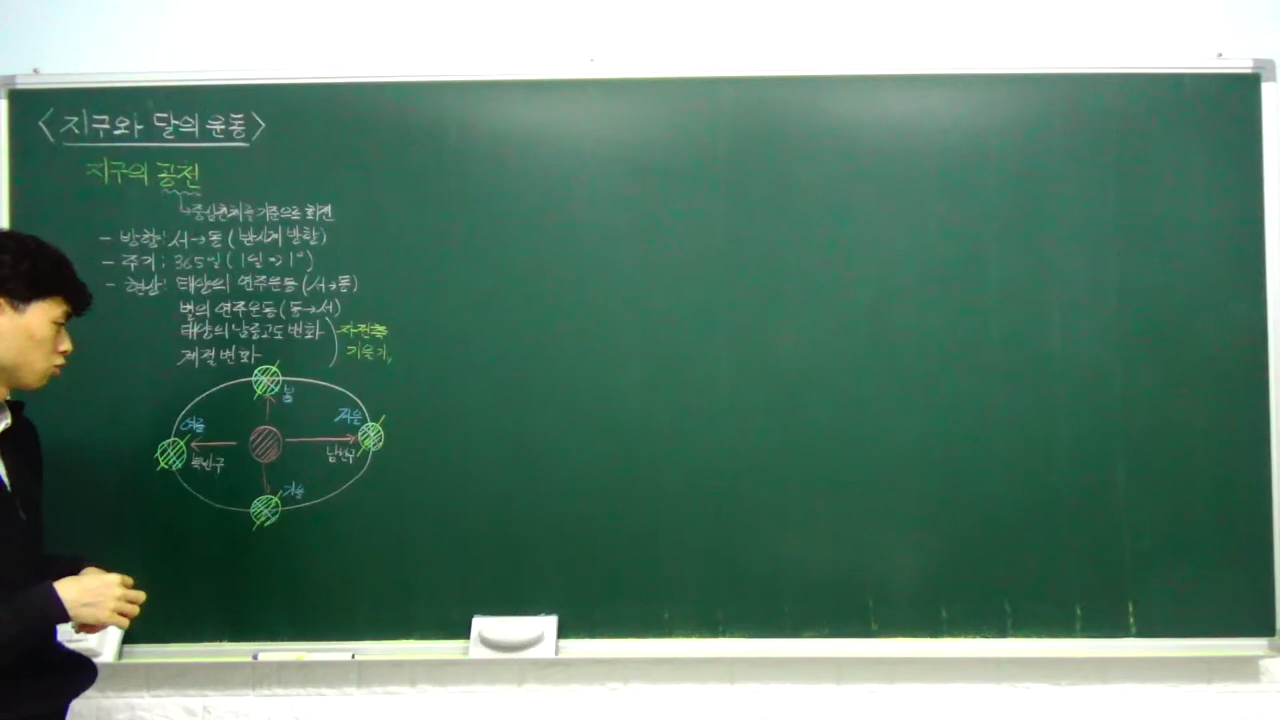 <지구와 달의 운동>
지구의 공전
↳중심천체를 기준으로 회전
- 방향: 서→동 (반시계 방향)
- 주기: 365일 (1일⇒1°)
- 현상: 태양의 연주운동 (서→동)
별의 연주운동 (동→서)
태양의 남중고도 변화
계절변화
자전축
기울기
봄
여름
겨울
북반구
남반구
가을